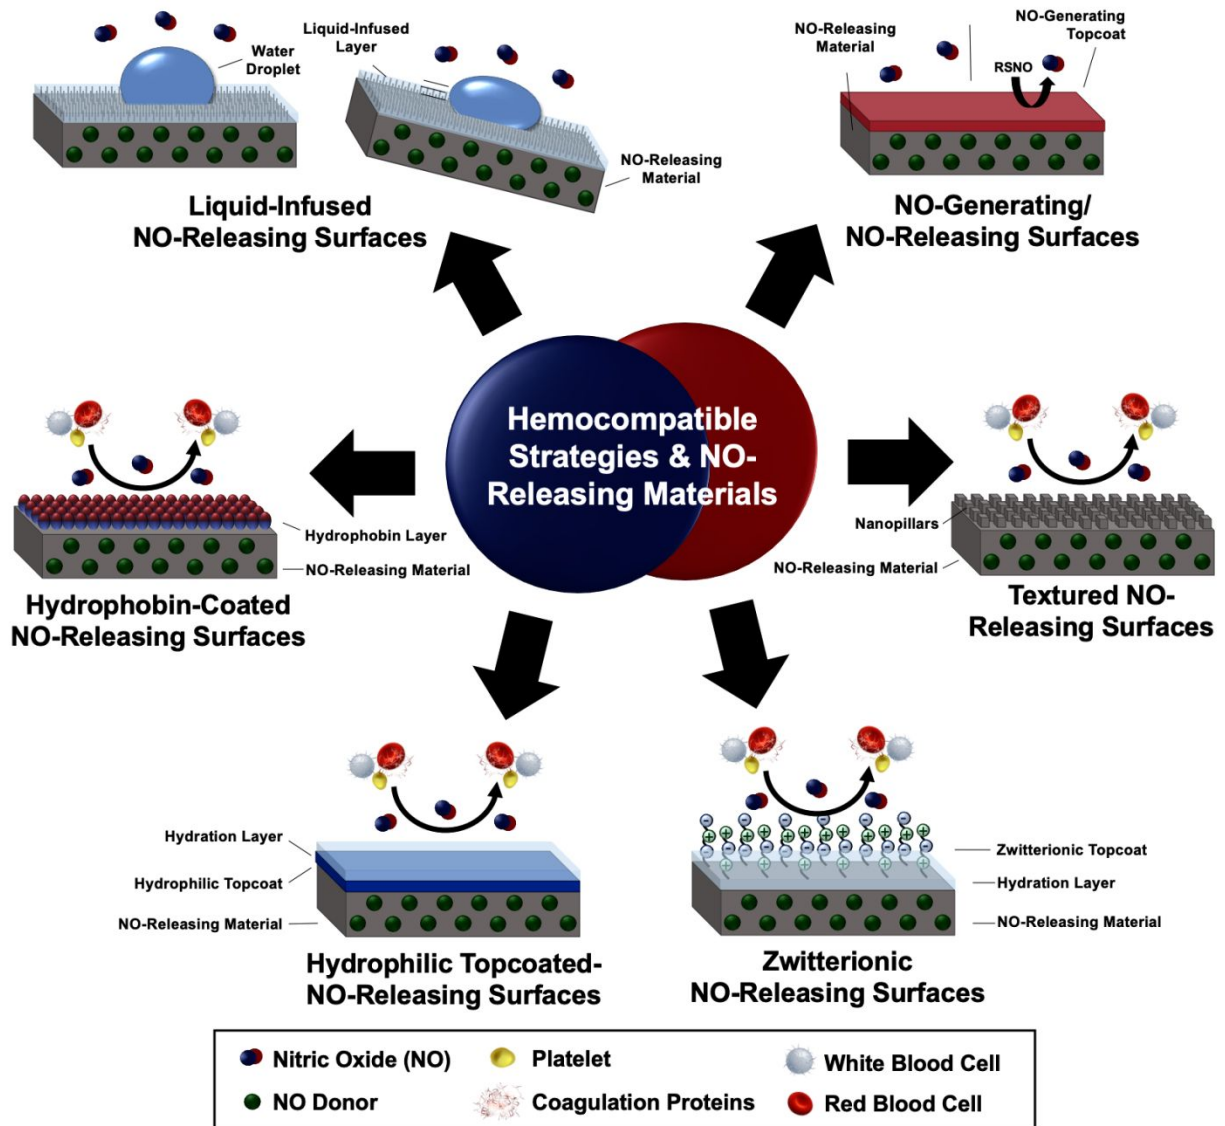 Water
Droplet
Liquid-Infused
Layer
NO-Releasing
Material
Liquid-Infused
NO-Releasing Surfaces
NO-Releasing
Material
NO-Generating
Topcoat
RSNO
NO-Generating/
NO-Releasing Surfaces
Hemocompatible
Strategies & NO-
Releasing Materials
Hydrophobin Layer
NO-Releasing Material
Hydrophobin-Coated
NO-Releasing Surfaces
Nanopillars
NO-Releasing Material
Textured NO-
Releasing Surfaces
Hydration Layer
Hydrophilic Topcoat
NO-Releasing Material
Hydrophilic Topcoated-
NO-Releasing Surfaces
Zwitterionic Topcoat
Hydration Layer
NO-Releasing Material
Zwitterionic
NO-Releasing Surfaces
Nitric Oxide (NO)
Platelet
White Blood Cell
NO Donor
Coagulation Proteins
Red Blood Cell